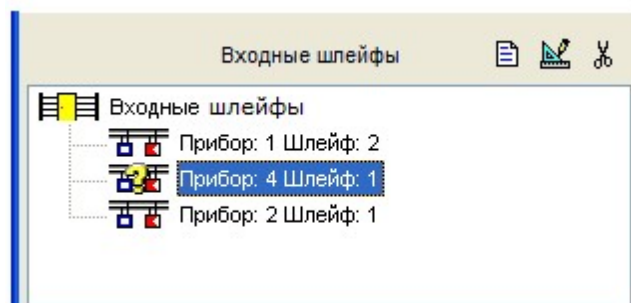 Входные шлейфы
Входные шлейфы
Прибор: 1 Шлейф: 2
Прибор: 4 Шлейф: 1
Прибор: 2 Шлейф: 1